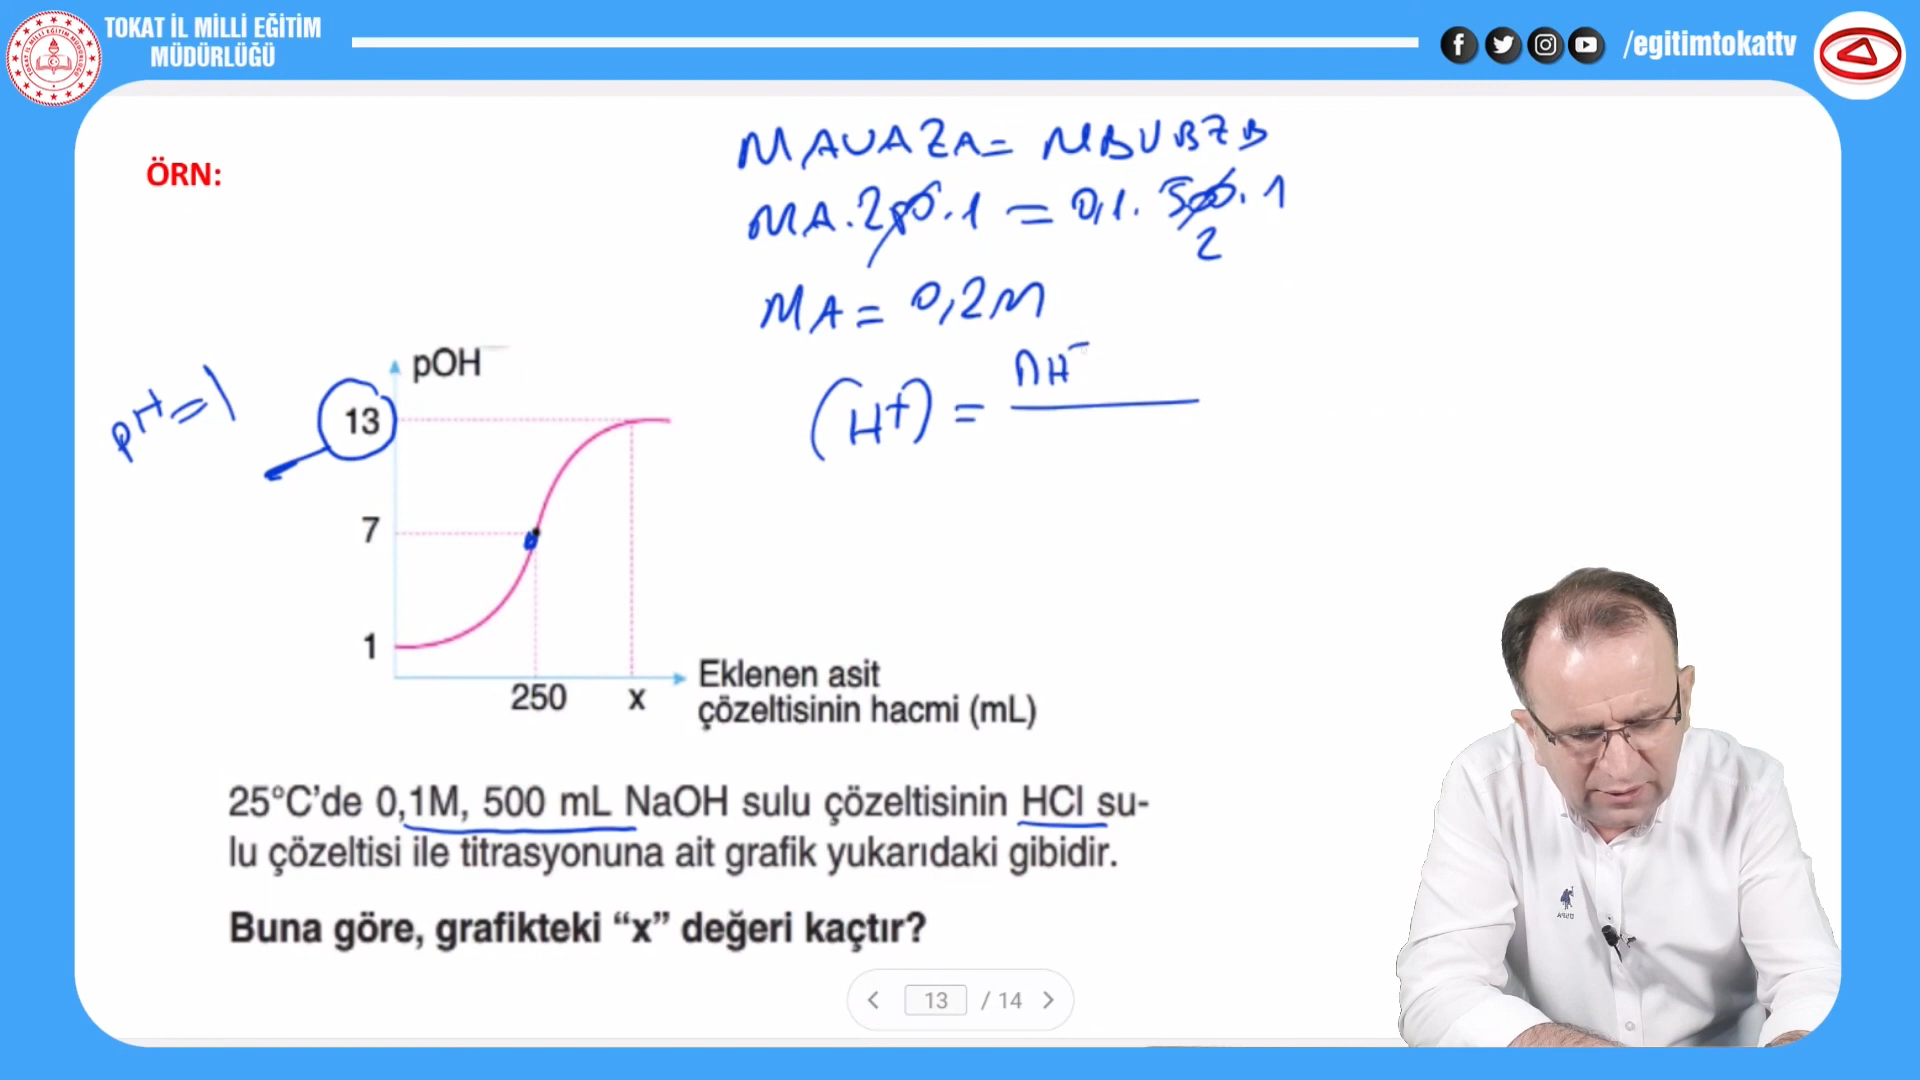 TOKAT İL MİLLİ EĞİTİM
MÜDÜRLÜĞÜ
/egitimtokattv
ÖRN:
MAVAZA = MBVBZB
MA.250.1 = 0,1.500.1
2
MA = 0,2M
(H+) = nH-
pH=1
pOH
13
7
1
250
x
Eklenen asit
çözeltisinin hacmi (mL)
25°C'de 0,1M, 500 mL NaOH sulu çözeltisinin HCl su-
lu çözeltisi ile titrasyonuna ait grafik yukarıdaki gibidir.
Buna göre, grafikteki “x” değeri kaçtır?
13 / 14